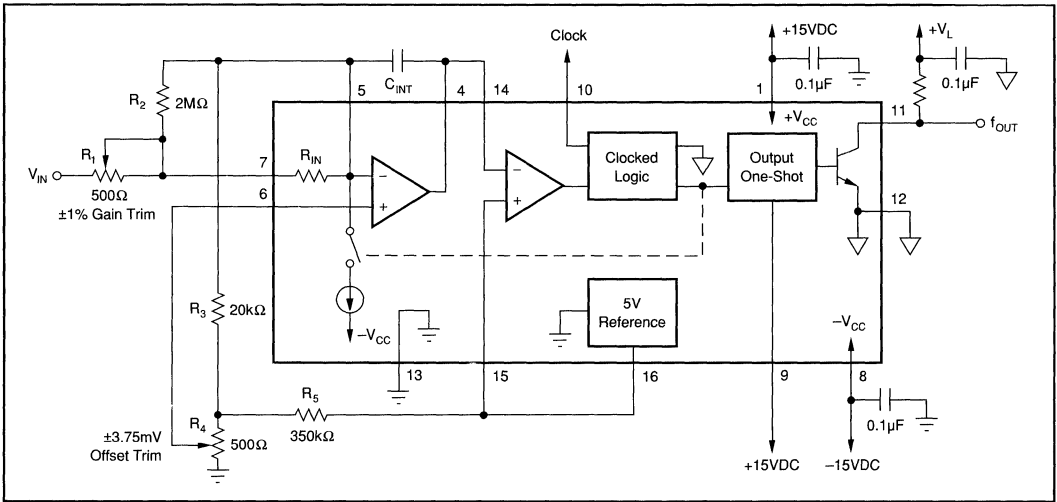 Clock
+15VDC
+V_L
0.1µF
0.1µF
5
C_INT
4
14
10
1
11
R_2
2MΩ
+V_CC
f_OUT
V_IN
R_1
500Ω
±1% Gain Trim
7
R_IN
6
−
+
−
+
Clocked
Logic
Output
One-Shot
12
R_3
20kΩ
−V_CC
5V
Reference
−V_CC
13
15
16
9
8
R_5
350kΩ
R_4
500Ω
±3.75mV
Offset Trim
0.1µF
+15VDC
−15VDC